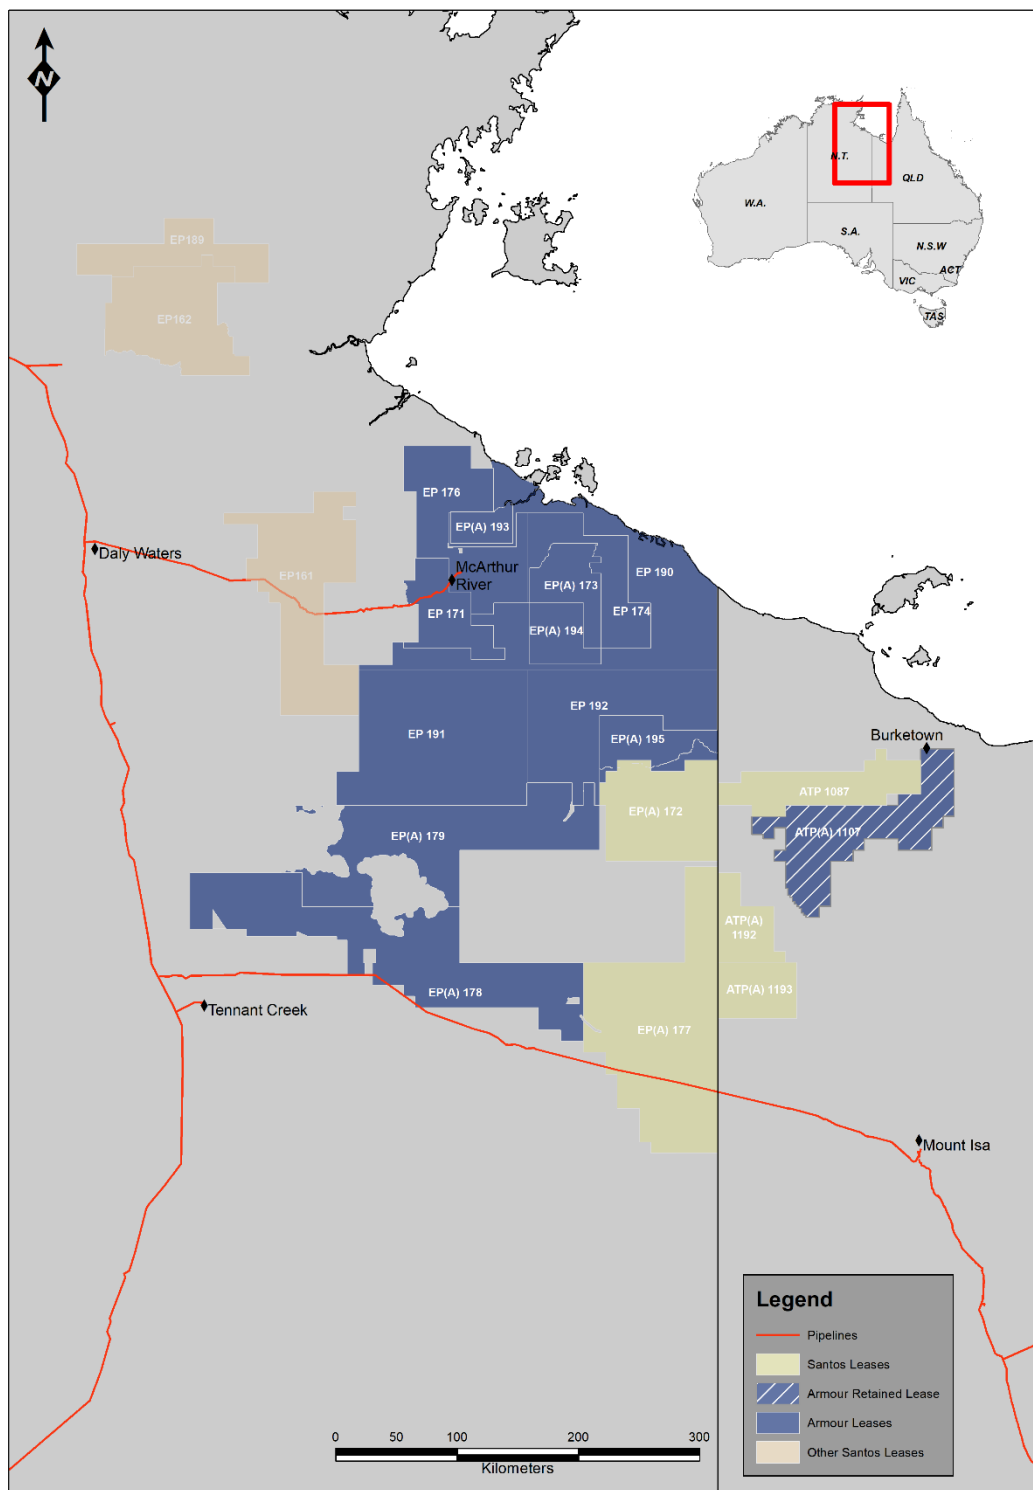 N
N.T.
QLD
W.A.
S.A.
N.S.W
ACT
VIC
TAS
EP189
EP162
EP 176
EP(A) 193
Daly Waters
McArthur
River
EP161
EP(A) 173
EP 190
EP 171
EP 174
EP(A) 194
EP 192
EP 191
EP(A) 195
Burketown
ATP 1087
EP(A) 172
EP(A) 179
ATP(A) 1107
ATP(A)
1192
EP(A) 178
ATP(A) 1193
Tennant Creek
EP(A) 177
Mount Isa
Legend
Pipelines
Santos Leases
Armour Retained Lease
Armour Leases
Other Santos Leases
0 50 100 200 300
Kilometers